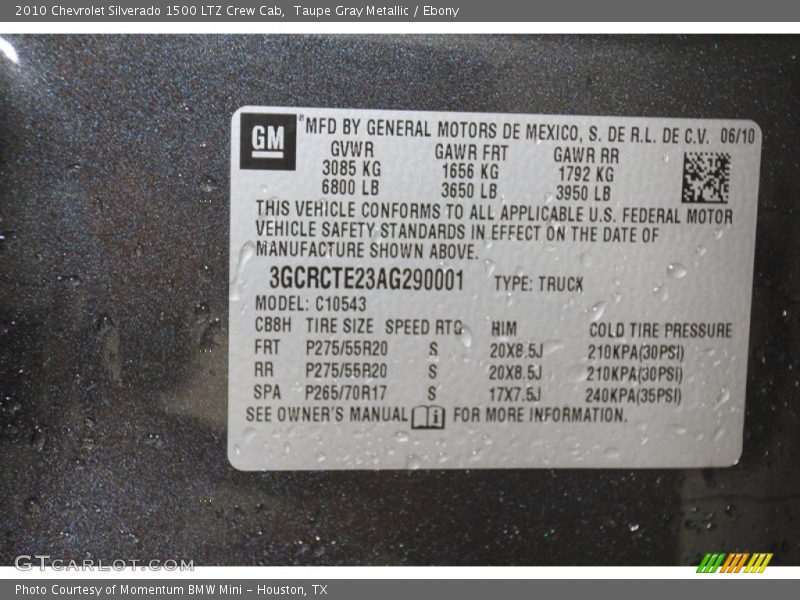 2010 Chevrolet Silverado 1500 LTZ Crew Cab, Taupe Gray Metallic / Ebony
GM ® MFD BY GENERAL MOTORS DE MEXICO, S. DE R.L. DE C.V. 06/10
GVWR GAWR FRT GAWR RR
3085 KG 1656 KG 1792 KG
6800 LB 3650 LB 3950 LB
THIS VEHICLE CONFORMS TO ALL APPLICABLE U.S. FEDERAL MOTOR
VEHICLE SAFETY STANDARDS IN EFFECT ON THE DATE OF
MANUFACTURE SHOWN ABOVE.
3GCRCTE23AG290001 TYPE: TRUCK
MODEL: C10543
CB8H TIRE SIZE SPEED RTG RIM COLD TIRE PRESSURE
FRT P275/55R20 S 20X8.5J 210KPA(30PSI)
RR P275/55R20 S 20X8.5J 210KPA(30PSI)
SPA P265/70R17 S 17X7.5J 240KPA(35PSI)
SEE OWNER'S MANUAL FOR MORE INFORMATION.
GTCARLOT.COM
Photo Courtesy of Momentum BMW Mini - Houston, TX